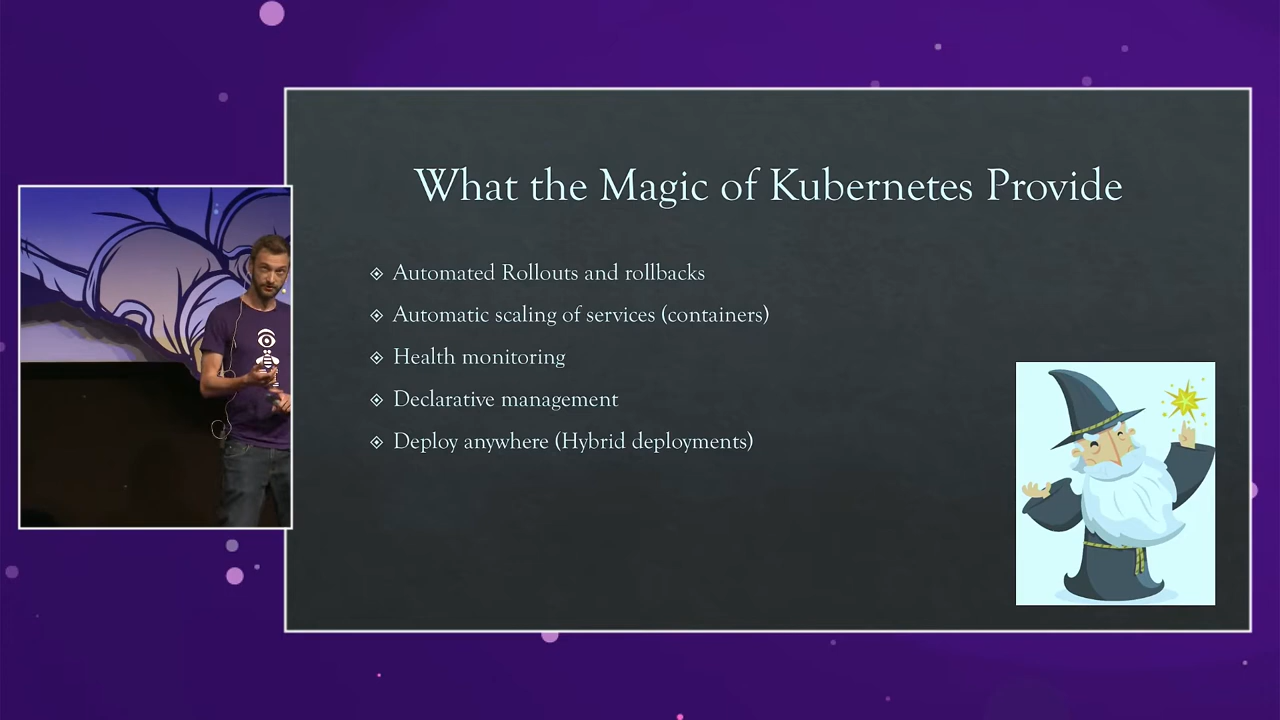 What the Magic of Kubernetes Provide
Automated Rollouts and rollbacks
Automatic scaling of services (containers)
Health monitoring
Declarative management
Deploy anywhere (Hybrid deployments)